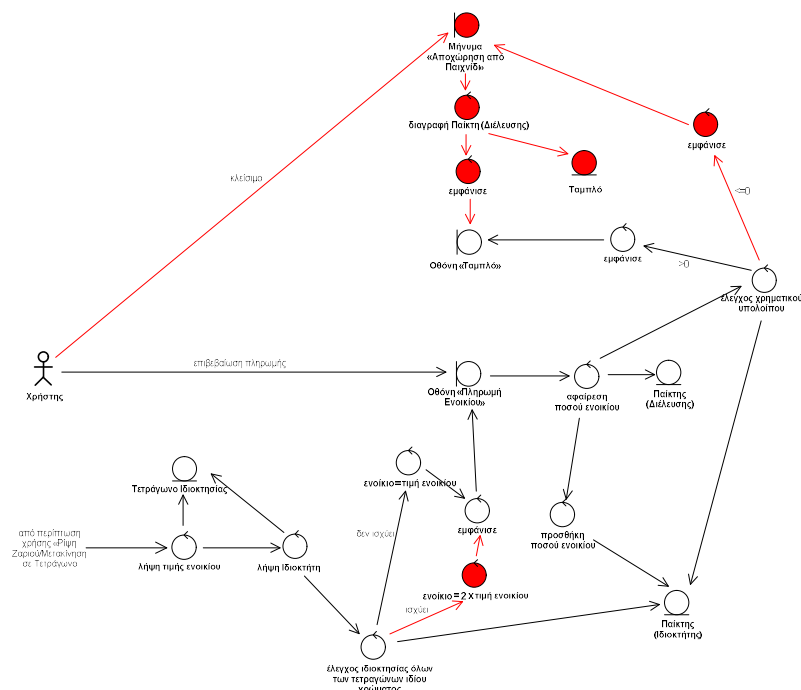 Μήνυμα
«Αποχώρηση από
Παιχνίδι»
διαγραφή Παίκτη (Διέλευσης)
εμφάνισε
κλείσιμο
εμφάνισε
Ταμπλό
<=0
Οθόνη «Ταμπλό»
εμφάνισε
>0
έλεγχος χρηματικού
υπολοίπου
επιβεβαίωση πληρωμής
Χρήστης
Οθόνη «Πληρωμή
Ενοικίου»
αφαίρεση
ποσού ενοικίου
Παίκτης
(Διέλευσης)
Τετράγωνο Ιδιοκτησίας
ενοίκιο=τιμή ενοικίου
από περίπτωση
χρήσης «Ρίψη
Ζαριού/Μετακίνηση
σε Τετράγωνο
δεν ισχύει
εμφάνισε
προσθήκη
ποσού ενοικίου
λήψη τιμής ενοικίου
λήψη Ιδιοκτήτη
ενοίκιο = 2 x τιμή ενοικίου
ισχύει
Παίκτης
(Ιδιοκτήτης)
έλεγχος ιδιοκτησίας όλων
των τετραγώνων ιδίου
χρώματος